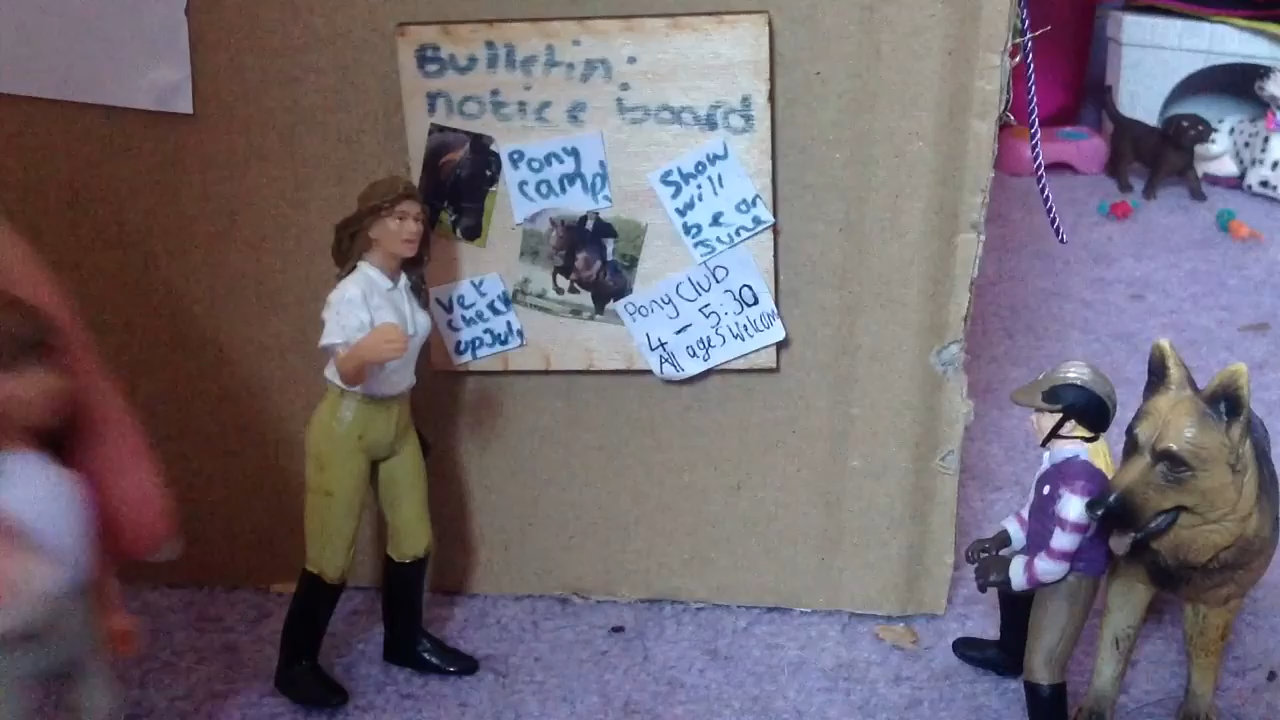 Bulletin:
notice board
Pony
camp!
Show
will
be on
June
Vet
check
up July
Pony Club
4 - 5:30
All ages welcom